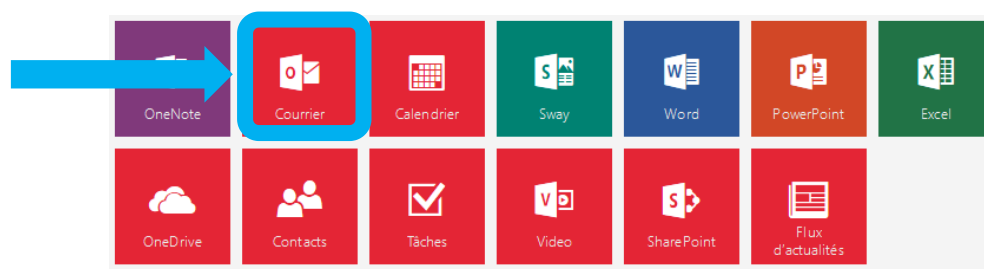 OneNote
Courrier
Calendrier
Sway
Word
PowerPoint
Excel
OneDrive
Contacts
Tâches
Video
SharePoint
Flux
d'actualités